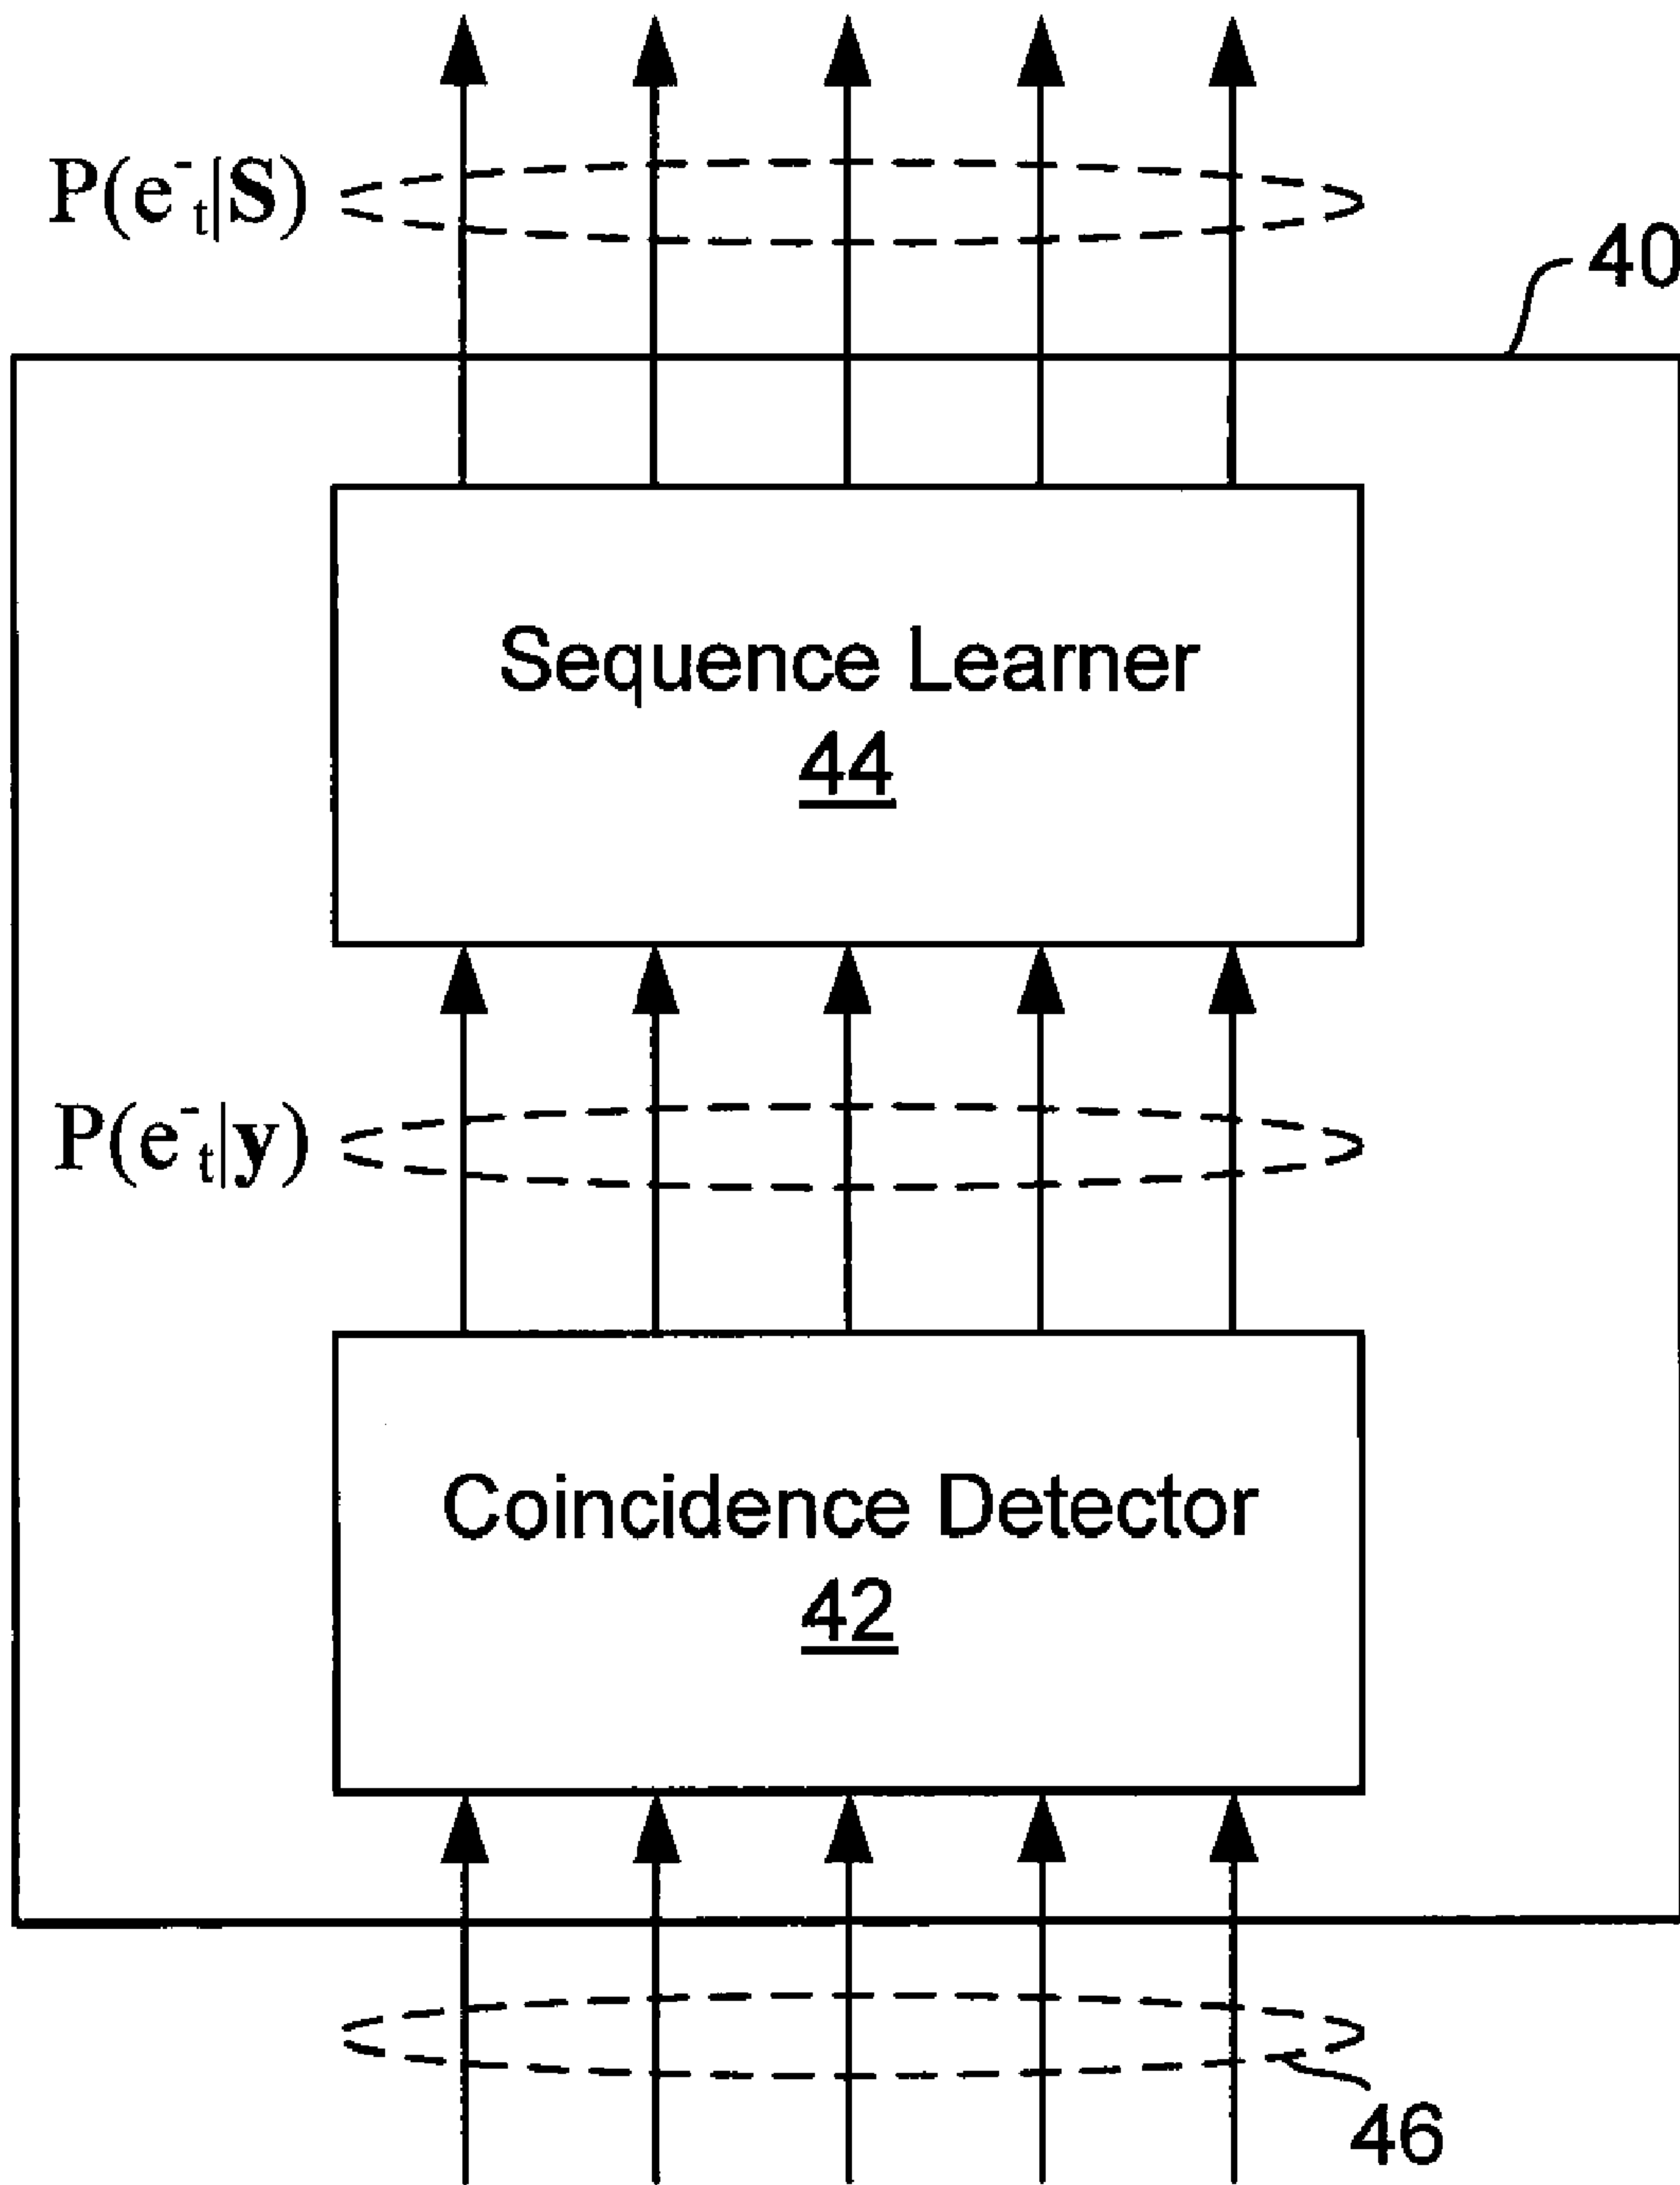 P(e⁻ₜ|S)
40
Sequence Learner
44
P(e⁻ₜ|y)
Coincidence Detector
42
46